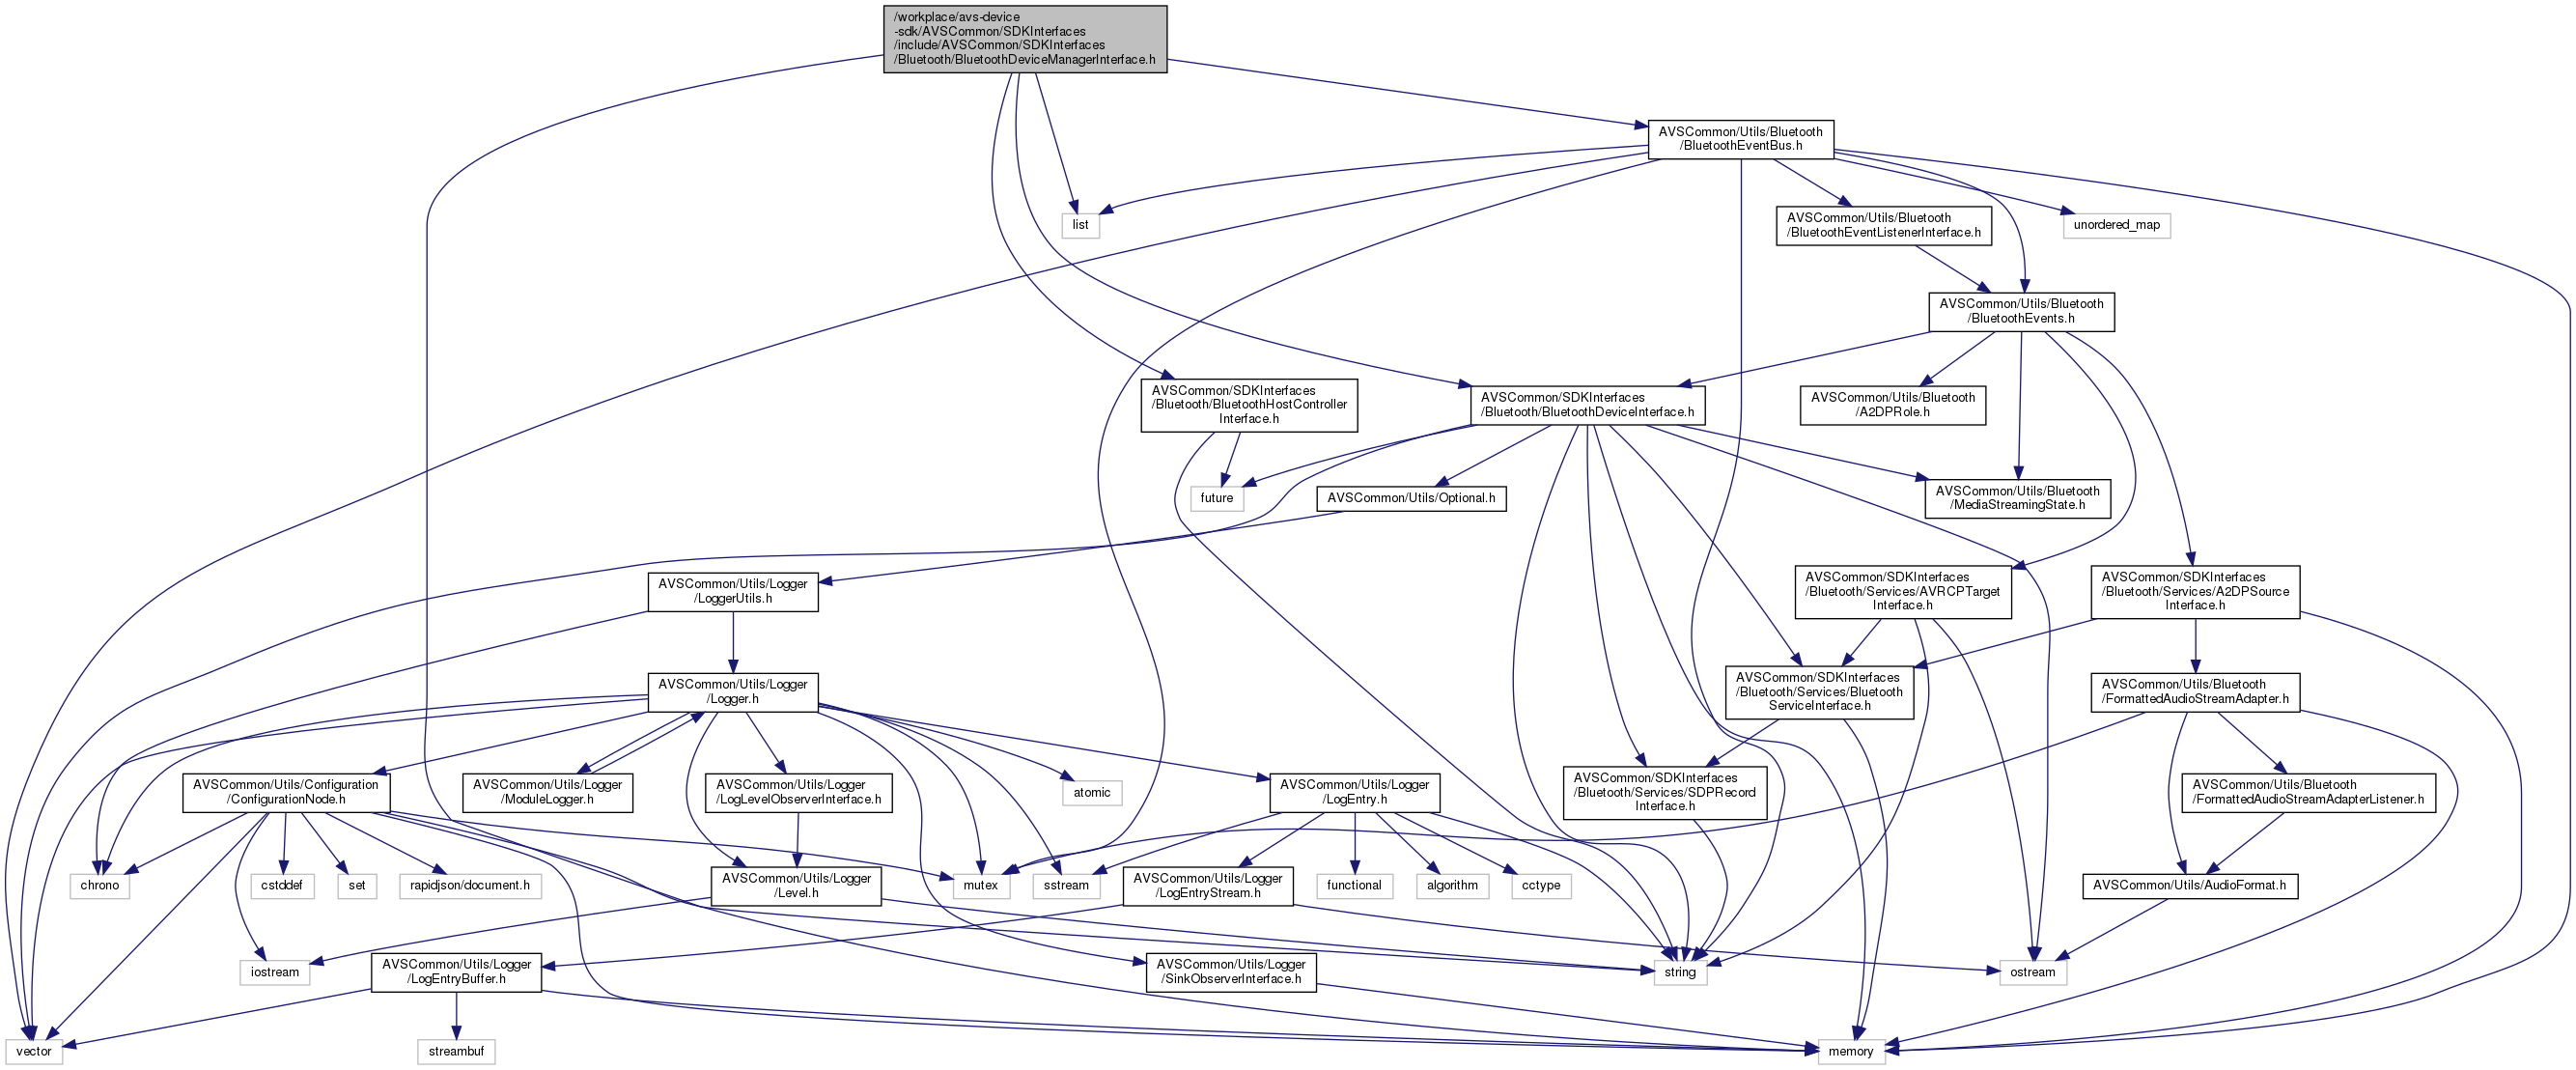 /workplace/avs-device
-sdk/AVSCommon/SDKInterfaces
/include/AVSCommon/SDKInterfaces
/Bluetooth/BluetoothDeviceManagerInterface.h
AVSCommon/Utils/Bluetooth
/BluetoothEventBus.h
list
AVSCommon/Utils/Bluetooth
/BluetoothEventListenerInterface.h
unordered_map
AVSCommon/Utils/Bluetooth
/BluetoothEvents.h
AVSCommon/SDKInterfaces
/Bluetooth/BluetoothHostController
Interface.h
AVSCommon/SDKInterfaces
/Bluetooth/BluetoothDeviceInterface.h
AVSCommon/Utils/Bluetooth
/A2DPRole.h
future
AVSCommon/Utils/Optional.h
AVSCommon/Utils/Bluetooth
/MediaStreamingState.h
AVSCommon/Utils/Logger
/LoggerUtils.h
AVSCommon/SDKInterfaces
/Bluetooth/Services/AVRCPTarget
Interface.h
AVSCommon/SDKInterfaces
/Bluetooth/Services/A2DPSource
Interface.h
AVSCommon/Utils/Logger
/Logger.h
AVSCommon/SDKInterfaces
/Bluetooth/Services/Bluetooth
ServiceInterface.h
AVSCommon/Utils/Bluetooth
/FormattedAudioStreamAdapter.h
AVSCommon/Utils/Configuration
/ConfigurationNode.h
AVSCommon/Utils/Logger
/ModuleLogger.h
AVSCommon/Utils/Logger
/LogLevelObserverInterface.h
atomic
AVSCommon/Utils/Logger
/LogEntry.h
AVSCommon/SDKInterfaces
/Bluetooth/Services/SDPRecord
Interface.h
AVSCommon/Utils/Bluetooth
/FormattedAudioStreamAdapterListener.h
chrono
cstddef
set
rapidjson/document.h
AVSCommon/Utils/Logger
/Level.h
mutex
sstream
AVSCommon/Utils/Logger
/LogEntryStream.h
functional
algorithm
cctype
AVSCommon/Utils/AudioFormat.h
iostream
AVSCommon/Utils/Logger
/LogEntryBuffer.h
AVSCommon/Utils/Logger
/SinkObserverInterface.h
string
ostream
vector
streambuf
memory